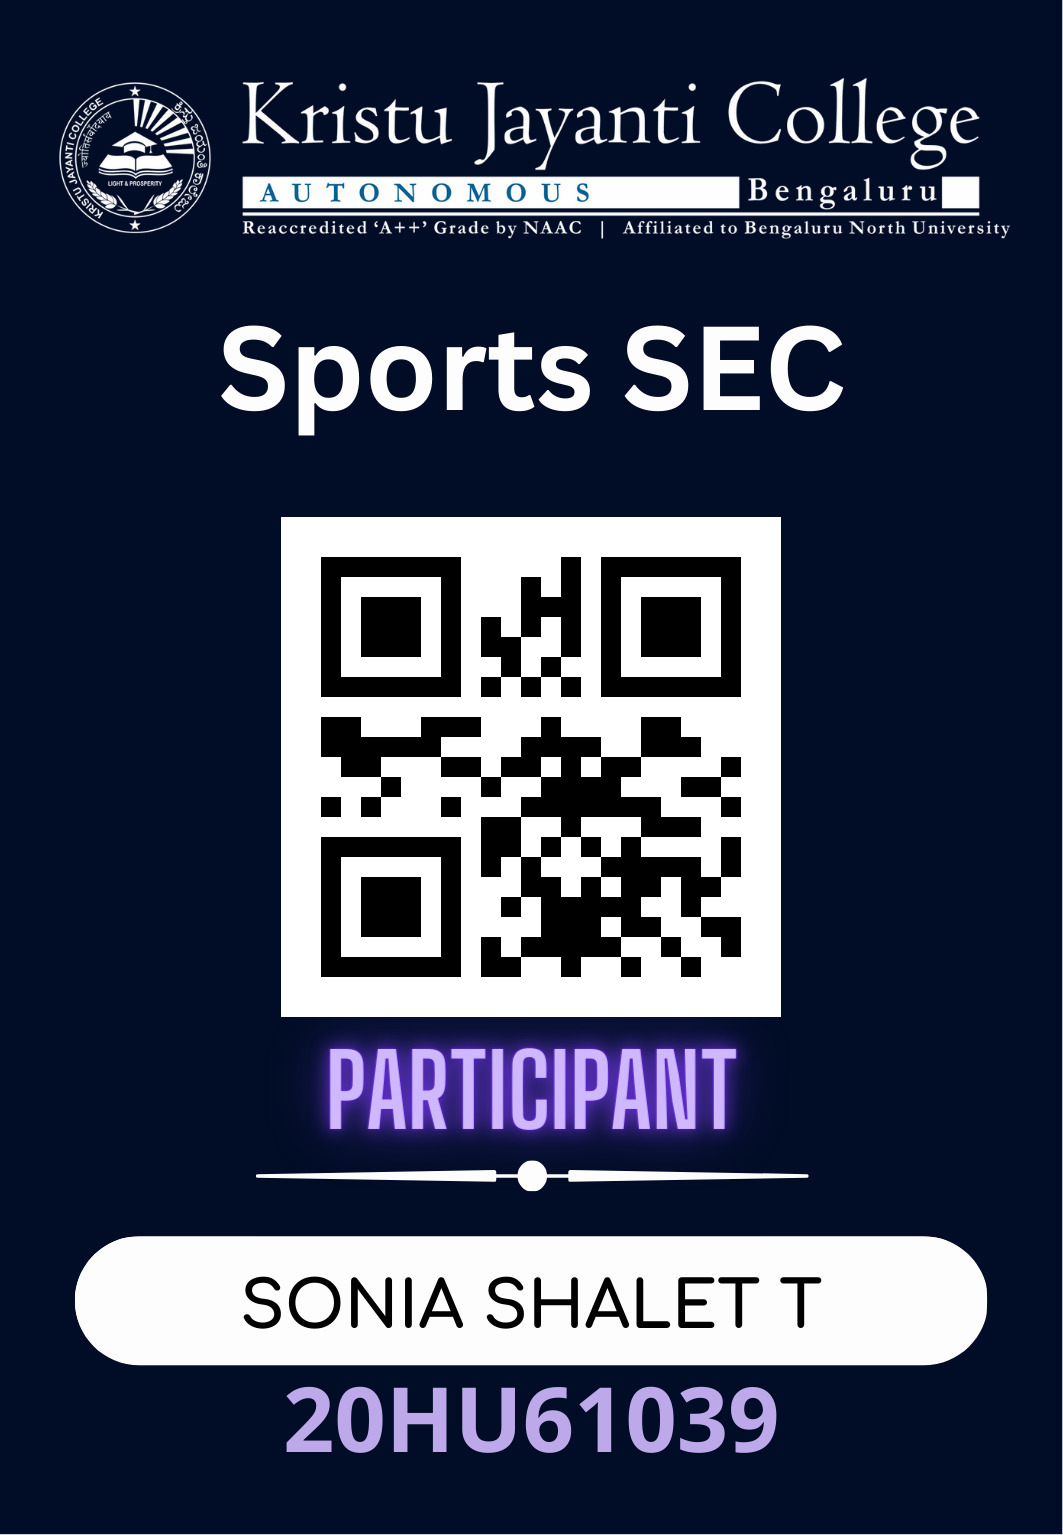 Kristu Jayanti College
AUTONOMOUS Bengaluru
Reaccredited ‘A++’ Grade by NAAC | Affiliated to Bengaluru North University
KRISTU JAYANTI COLLEGE
LIGHT & PROSPERITY
Sports SEC
PARTICIPANT
SONIA SHALET T
20HU61039